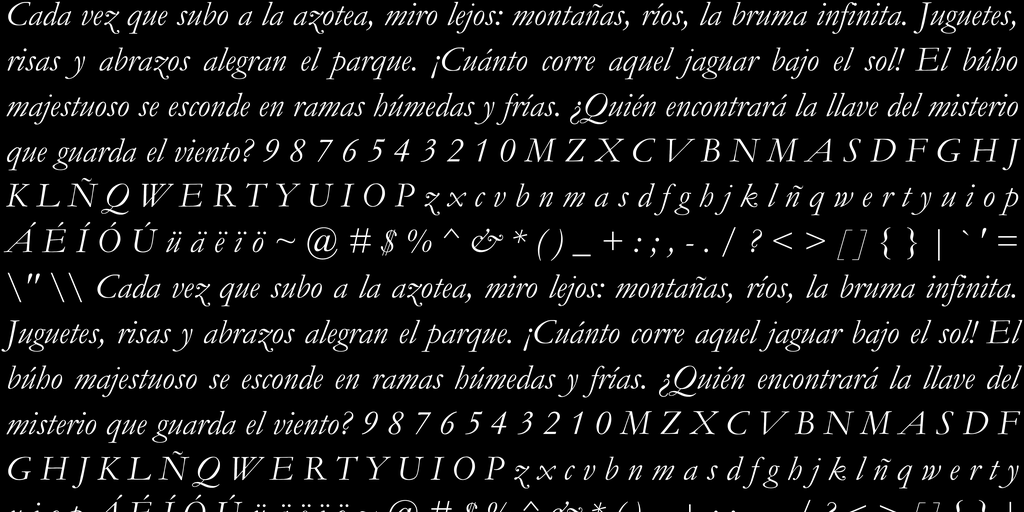 Cada vez que subo a la azotea, miro lejos: montañas, ríos, la bruma infinita. Juguetes,
risas y abrazos alegran el parque. ¡Cuánto corre aquel jaguar bajo el sol! El búho
majestuoso se esconde en ramas húmedas y frías. ¿Quién encontrará la llave del misterio
que guarda el viento? 9 8 7 6 5 4 3 2 1 0 M Z X C V B N M A S D F G H J
K L Ñ Q W E R T Y U I O P z x c v b n m a s d f g h j k l ñ q w e r t y u i o p
Á É Í Ó Ú ü ä ë ï ö ~ @ # $ % ^ & * ( ) _ + : ; , - . / ? < > [ ] { } | ` ' =
\" \\ Cada vez que subo a la azotea, miro lejos: montañas, ríos, la bruma infinita.
Juguetes, risas y abrazos alegran el parque. ¡Cuánto corre aquel jaguar bajo el sol! El
búho majestuoso se esconde en ramas húmedas y frías. ¿Quién encontrará la llave del
misterio que guarda el viento? 9 8 7 6 5 4 3 2 1 0 M Z X C V B N M A S D F
G H J K L Ñ Q W E R T Y U I O P z x c v b n m a s d f g h j k l ñ q w e r t y